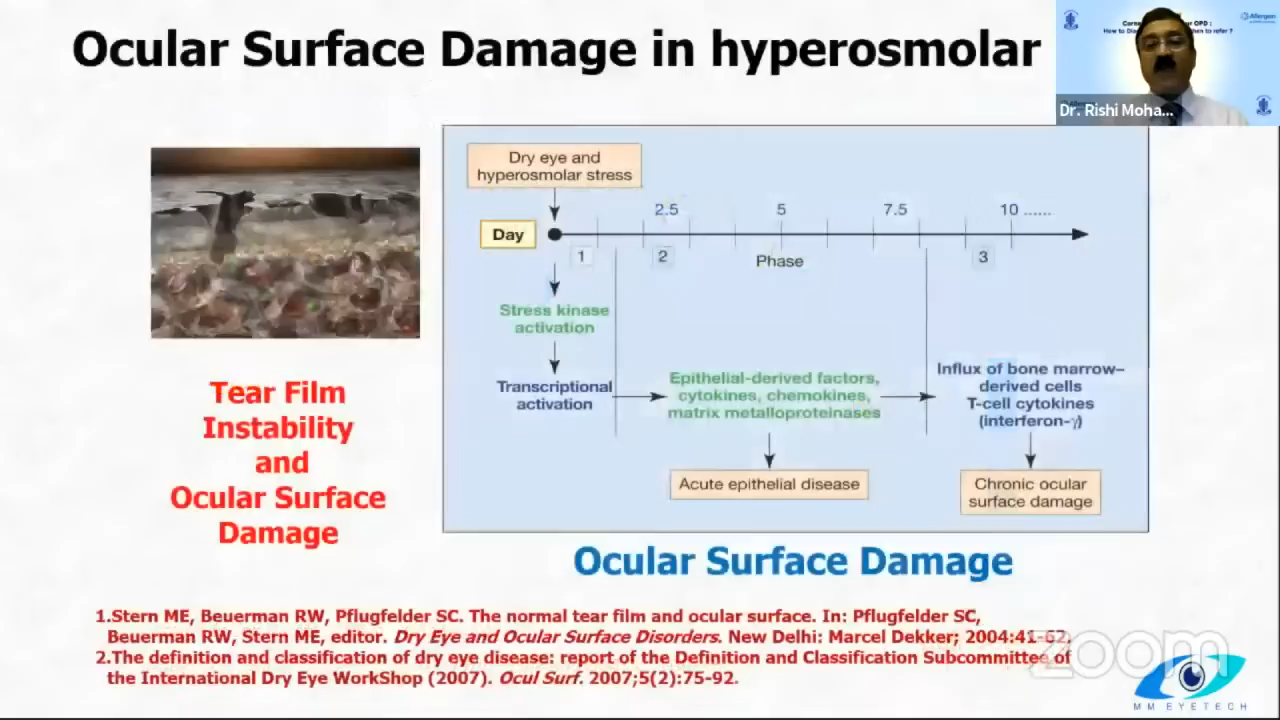 Ocular Surface Damage in hyperosmolar
Allergan
OPD :
Dr. Rishi Moha...
Dry eye and
hyperosmolar stress
2.5 5 7.5 10 ......
Day
1 2 Phase 3
Stress kinase
activation
Transcriptional
activation
Epithelial-derived factors,
cytokines, chemokines,
matrix metalloproteinases
Influx of bone marrow–
derived cells
T-cell cytokines
(interferon-γ)
Acute epithelial disease
Chronic ocular
surface damage
Tear Film
Instability
and
Ocular Surface
Damage
Ocular Surface Damage
1.Stern ME, Beuerman RW, Pflugfelder SC. The normal tear film and ocular surface. In: Pflugfelder SC,
Beuerman RW, Stern ME, editor. Dry Eye and Ocular Surface Disorders. New Delhi: Marcel Dekker; 2004:41-62.
2.The definition and classification of dry eye disease: report of the Definition and Classification Subcommittee of
the International Dry Eye WorkShop (2007). Ocul Surf. 2007;5(2):75-92.
zoom
MM EYETECH